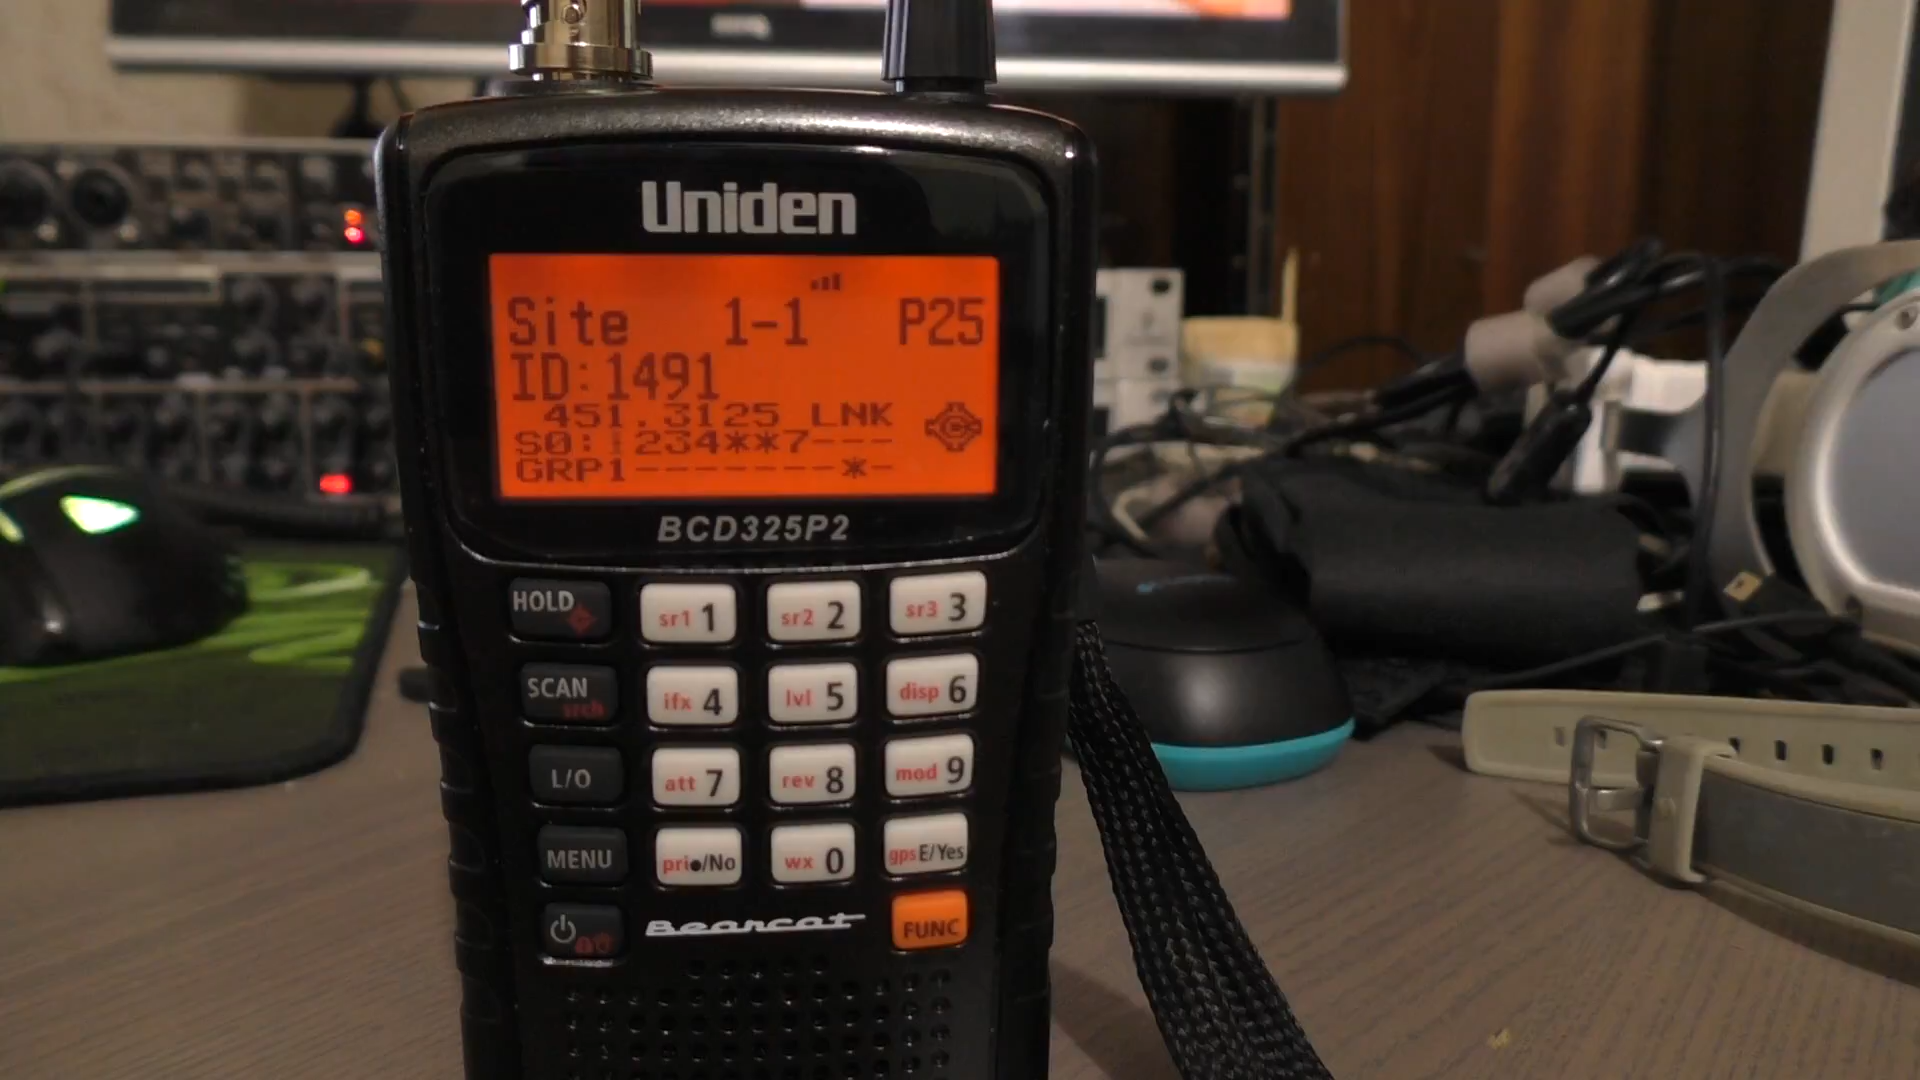 Uniden
Site 1-1 P25
ID:1491
451.3125 LNK
S0:1234**7---
GRP1--------*-
BCD325P2
HOLD sr1 1 sr2 2 sr3 3
SCAN srch ifx 4 lvl 5 disp 6
L/O att 7 rev 8 mod 9
MENU pri●/No wx 0 gps E/Yes
Bearcat FUNC